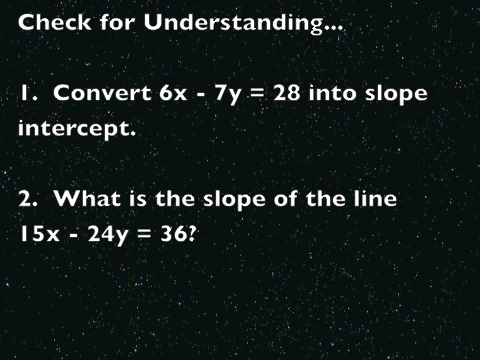 Check for Understanding...
1. Convert 6x - 7y = 28 into slope
intercept.
2. What is the slope of the line
15x - 24y = 36?